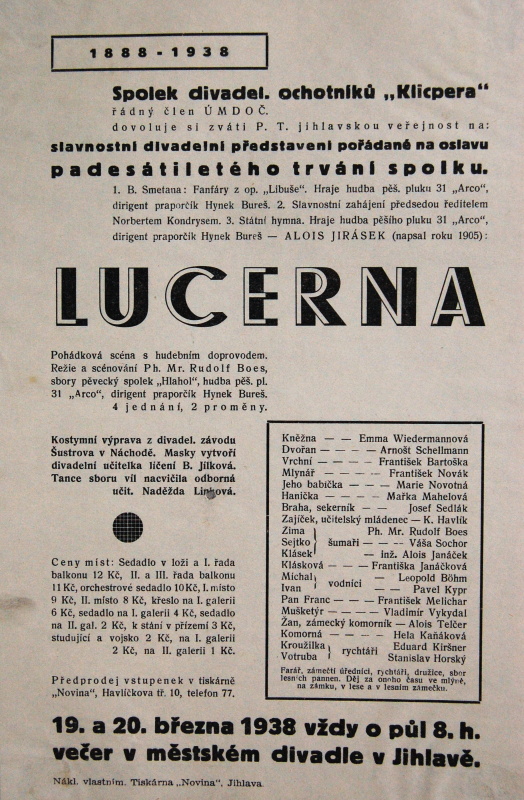 1888 - 1938
Spolek divadel. ochotníků „Klicpera“
řádný člen ÚMDOČ.
dovoluje si zváti P. T. jihlavskou veřejnost na:
slavnostní divadelní představení pořádané na oslavu
padesátiletého trvání spolku.
1. B. Smetana: Fanfáry z op. „Libuše“. Hraje hudba pěš. pluku 31 „Arco“,
dirigent praporčík Hynek Bureš. 2. Slavnostní zahájení předsedou ředitelem
Norbertem Kondrysem. 3. Státní hymna. Hraje hudba pěšího pluku 31 „Arco“,
dirigent praporčík Hynek Bureš — ALOIS JIRÁSEK (napsal roku 1905):
LUCERNA
Pohádková scéna s hudebním doprovodem.
Režie a scénování Ph. Mr. Rudolf Boes,
sbory pěvecký spolek „Hlahol“, hudba pěš. pl.
31 „Arco“, dirigent praporčík Hynek Bureš.
4 jednání, 2 proměny.
Kostymní výprava z divadel. závodu
Šustrova v Náchodě. Masky vytvoří
divadelní učitelka líčení B. Jílková.
Tance sboru vil nacvičila odborná
učit. Naděžda Linhová.
Ceny míst: Sedadlo v loži a I. řada
balkonu 12 Kč, II. a III. řada balkonu
11 Kč, orchestrové sedadlo 10 Kč, I. místo
9 Kč, II. místo 8 Kč, křeslo na I. galerii
6 Kč, sedadlo na I. galerii 4 Kč, sedadlo
na II. gal. 2 Kč, k stání v přízemí 3 Kč,
studující a vojsko 2 Kč, na I. galerii
2 Kč, na II. galerii 1 Kč.
Předprodej vstupenek v tiskárně
„Novina“, Havlíčkova tř. 10, telefon 77.
Kněžna — — Emma Wiedermannová
Dvořan — — — — Arnošt Schellmann
Vrchní — — — — František Bartoška
Mlynář — — — — František Novák
Jeho babička — — — Marie Novotná
Hanička — — — — Mařka Mahelová
Braha, sekerník — — Josef Sedlák
Zajíček, učitelský mládenec — K. Havlík
Zima Ph. Mr. Rudolf Boes
Sejtko } šumaři — — — Váša Sochor
Klásek — inž. Alois Janáček
Klásková — — — Františka Janáčková
Michal } vodníci — Leopold Böhm
Ivan — — Pavel Kypr
Pan Franc — — — František Melichar
Mušketýr — — — Vladimír Vykydal
Žan, zámecký komorník — Alois Telčer
Komorná — — — Hela Kaňáková
Kroužilka } rychtáři Eduard Kiršner
Votruba Stanislav Horský
Farář, zámečtí úředníci, rychtáři, družice, sbor
lesních pannen. Děj za onoho času ve mlýně,
na zámku, v lese a v lesním zámečku.
19. a 20. března 1938 vždy o půl 8. h.
večer v městském divadle v Jihlavě.
Nákl. vlastním. Tiskárna „Novina“, Jihlava.